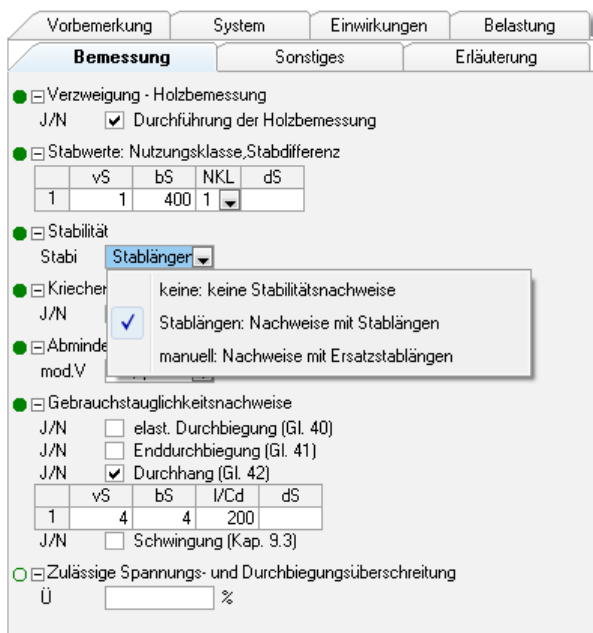 Vorbemerkung System Einwirkungen Belastung
Bemessung Sonstiges Erläuterung
Verzweigung - Holzbemessung
J/N Durchführung der Holzbemessung
Stabwerte: Nutzungsklasse,Stabdifferenz
vS bS NKL dS
1 1 400 1
Stabilität
Stabi Stablängen
keine: keine Stabilitätsnachweise
J/N
Stablängen: Nachweise mit Stablängen
manuell: Nachweise mit Ersatzstablängen
mod.V
Gebrauchstauglichkeitsnachweise
J/N elast. Durchbiegung (Gl. 40)
J/N Enddurchbiegung (Gl. 41)
J/N Durchhang (Gl. 42)
vS bS l/Cd dS
1 4 4 200
J/N Schwingung (Kap. 9.3)
Zulässige Spannungs- und Durchbiegungsüberschreitung
Ü %